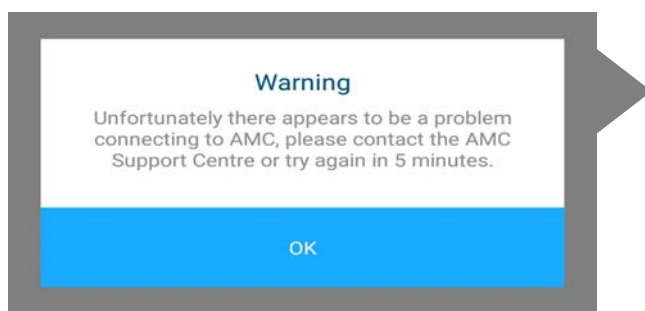 Warning
Unfortunately there appears to be a problem
connecting to AMC, please contact the AMC
Support Centre or try again in 5 minutes.
OK